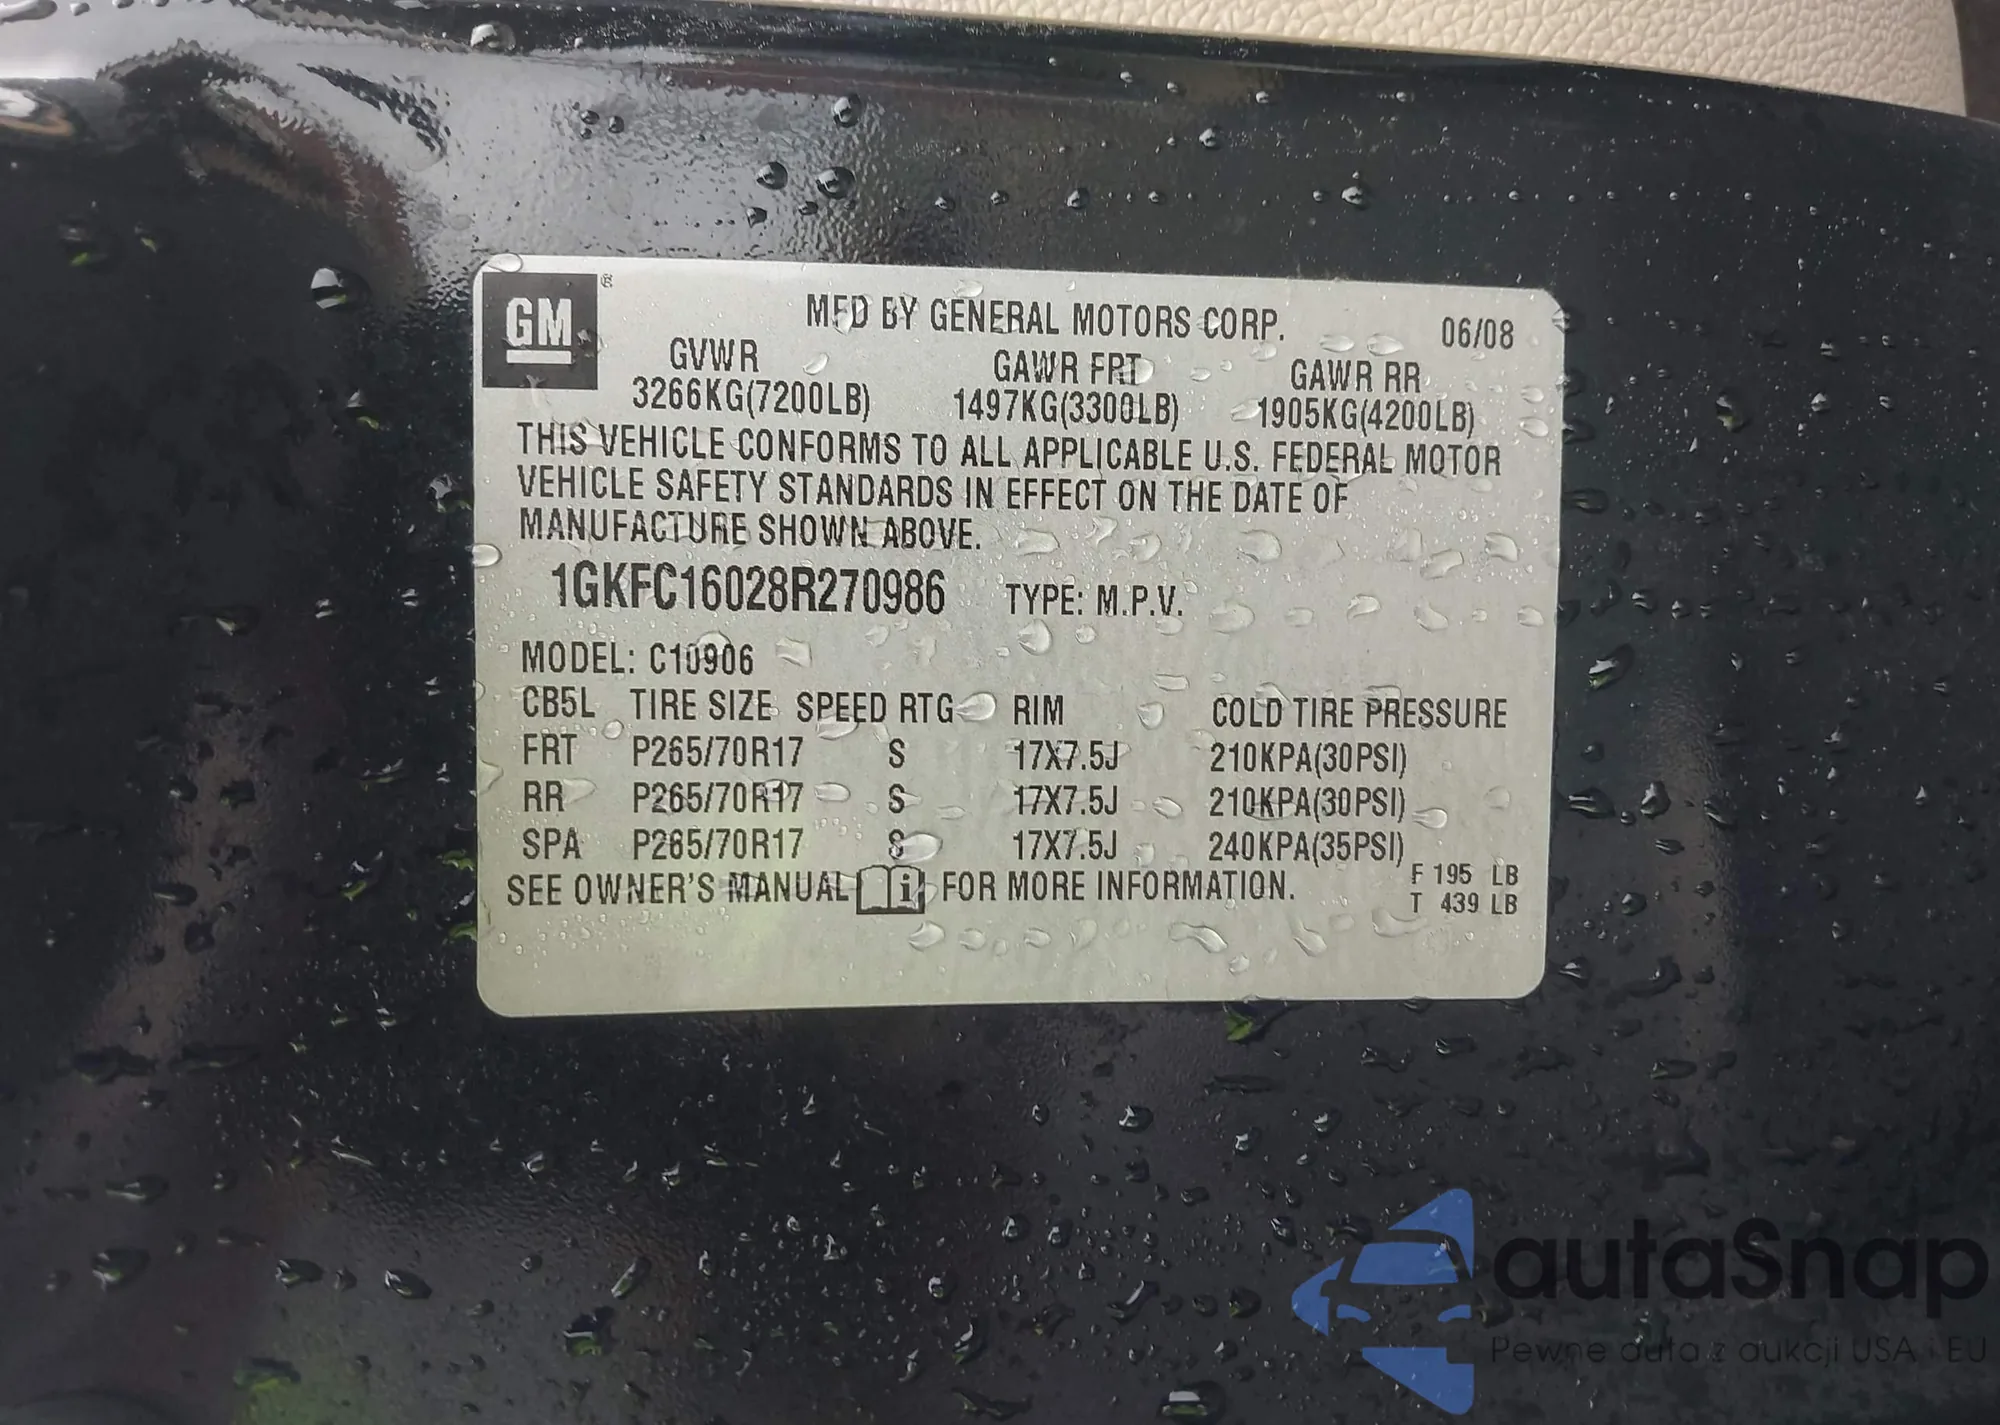 GM ®
MFD BY GENERAL MOTORS CORP. 06/08
GVWR GAWR FRT GAWR RR
3266KG(7200LB) 1497KG(3300LB) 1905KG(4200LB)
THIS VEHICLE CONFORMS TO ALL APPLICABLE U.S. FEDERAL MOTOR
VEHICLE SAFETY STANDARDS IN EFFECT ON THE DATE OF
MANUFACTURE SHOWN ABOVE.
1GKFC16028R270986 TYPE: M.P.V.
MODEL: C10906
CB5L TIRE SIZE SPEED RTG RIM COLD TIRE PRESSURE
FRT P265/70R17 S 17X7.5J 210KPA(30PSI)
RR P265/70R17 S 17X7.5J 210KPA(30PSI)
SPA P265/70R17 S 17X7.5J 240KPA(35PSI)
SEE OWNER'S MANUAL i FOR MORE INFORMATION.
F 195 LB
T 439 LB
autaSnap
Pewne auta z aukcji USA i EU